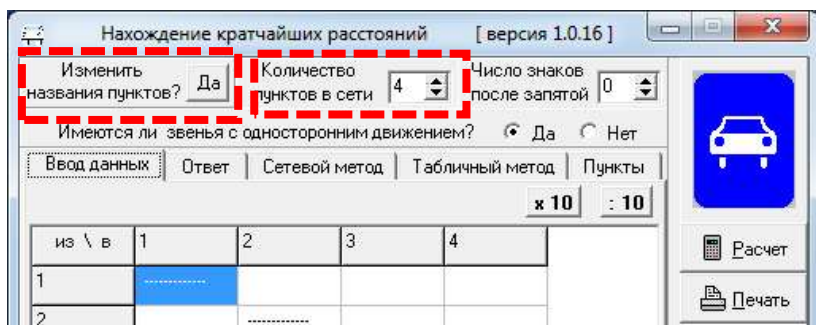 Нахождение кратчайших расстояний [ версия 1.0.16 ]
Изменить
названия пунктов? Да
Количество
пунктов в сети 4
Число знаков
после запятой 0
Имеются ли звенья с односторонним движением? Да Нет
Ввод данных Ответ Сетевой метод Табличный метод Пункты
x 10 : 10
из \ в 1 2 3 4
1 -------------
2 ------------
Расчет
Печать